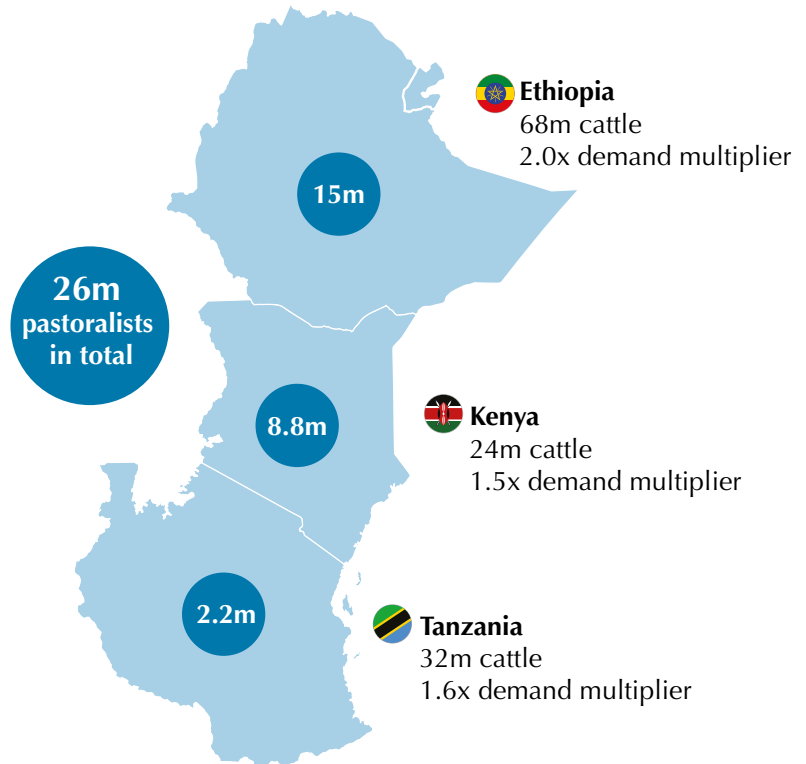 Ethiopia
68m cattle
2.0x demand multiplier
15m
26m
pastoralists
in total
8.8m
Kenya
24m cattle
1.5x demand multiplier
2.2m
Tanzania
32m cattle
1.6x demand multiplier